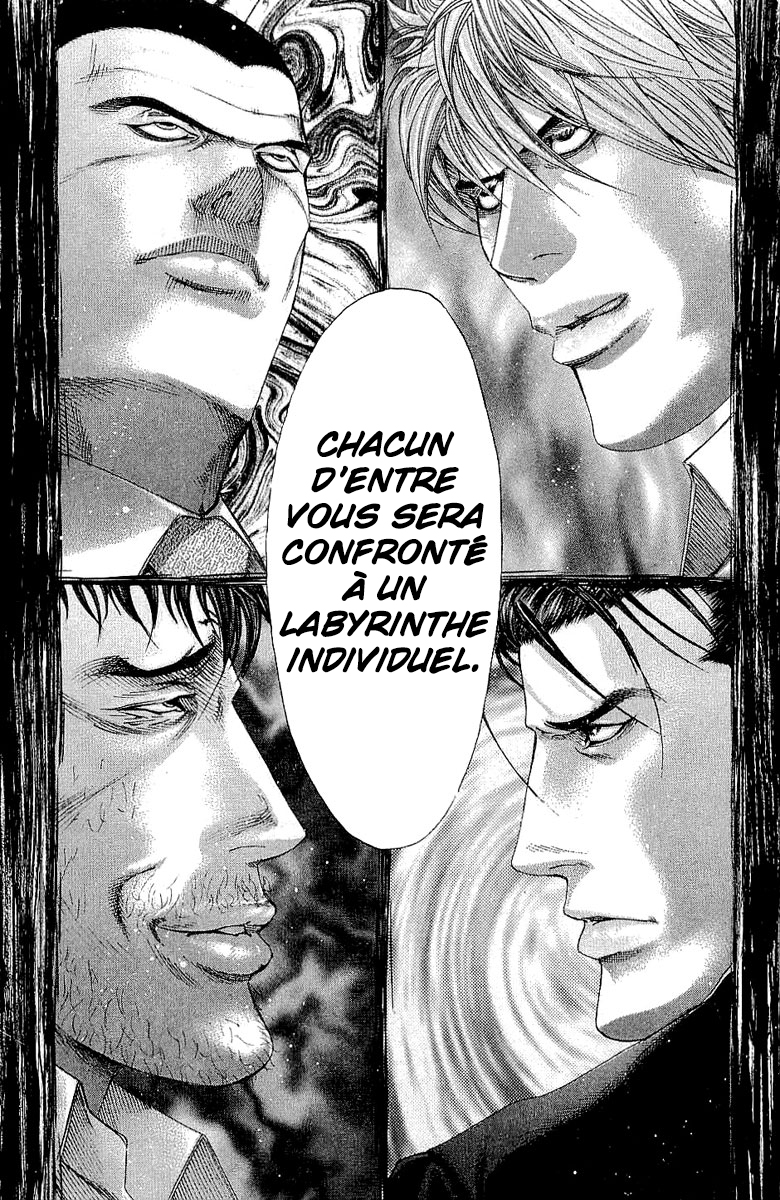 CHACUN
D'ENTRE
VOUS SERA
CONFRONTÉ
À UN
LABYRINTHE
INDIVIDUEL.